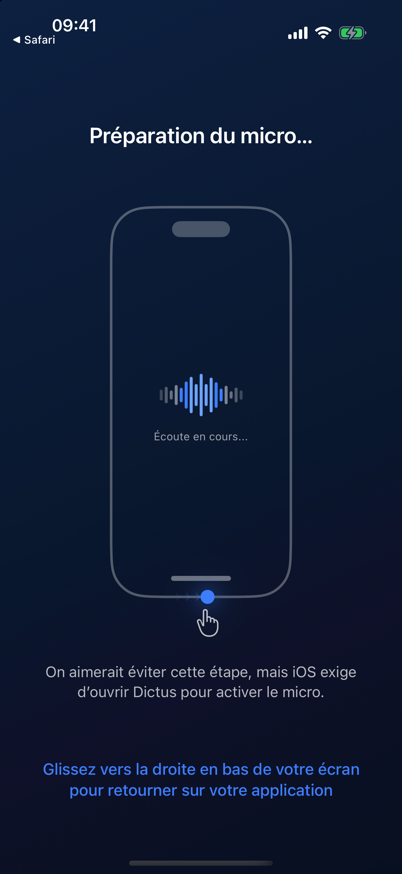 09:41
◀ Safari
Préparation du micro...
Écoute en cours...
On aimerait éviter cette étape, mais iOS exige
d’ouvrir Dictus pour activer le micro.
Glissez vers la droite en bas de votre écran
pour retourner sur votre application